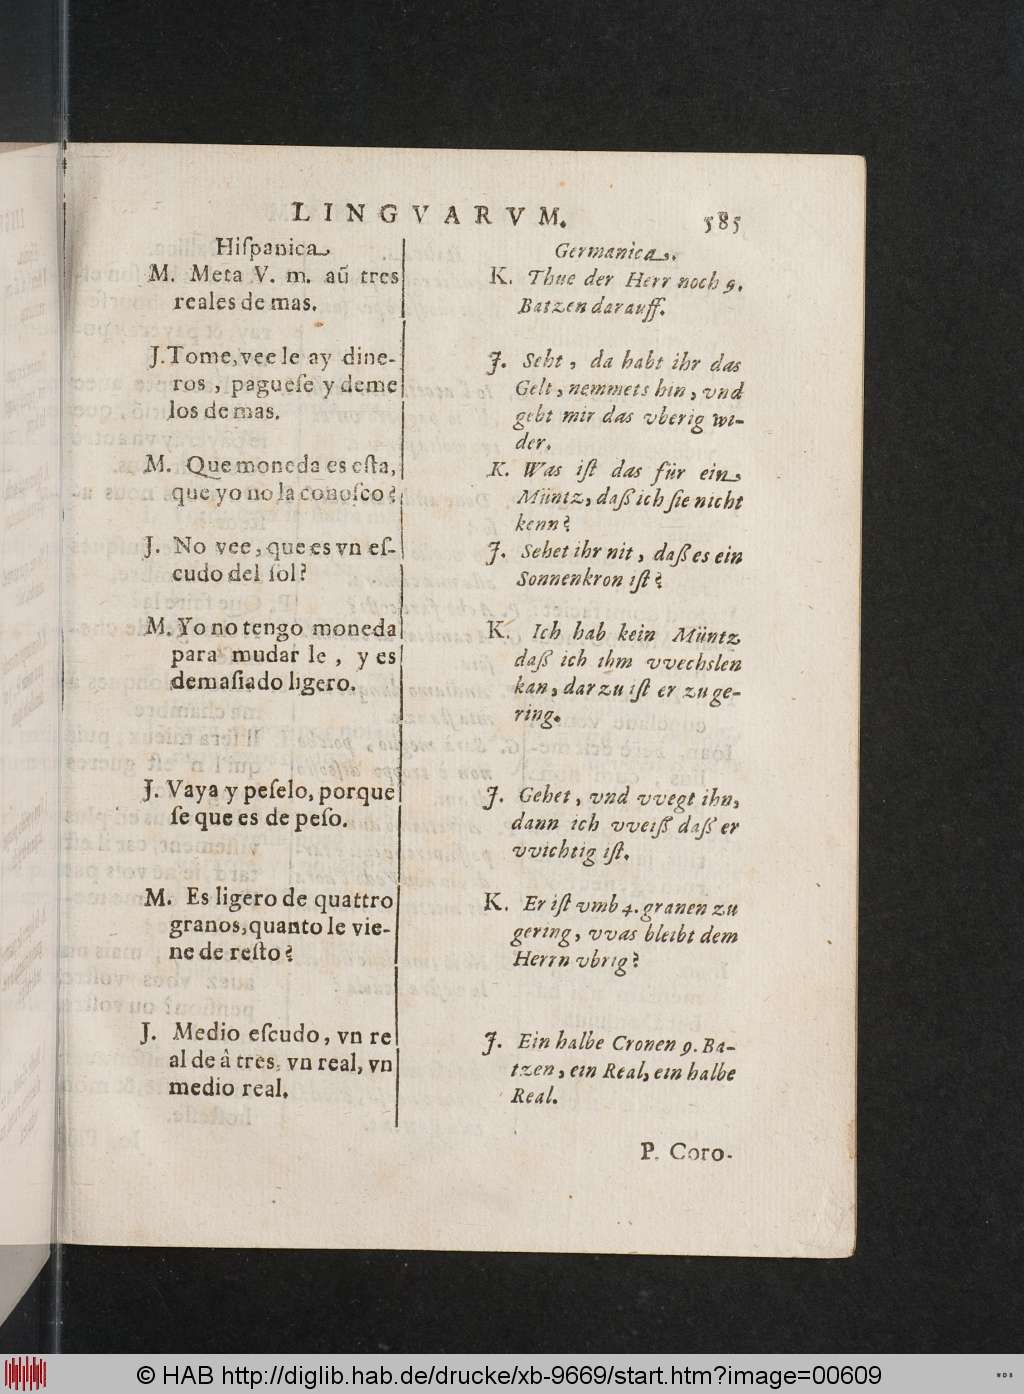 LINGVARVM. 585
Hiſpanica
M. Meta V. m. aũ tres
reales de mas.
J. Tome, vee le ay dine-
ros, pagueſe y deme
los de mas.
M. Que moneda es eſta,
que yo no la conoſco?
J. No vee, que es vn eſ-
cudo del ſol?
M. Yo no tengo moneda
para mudar le, y es
demaſiado ligero.
J. Vaya y peſelo, porque
ſe que es de peſo.
M. Es ligero de quattro
granos, quanto le vie-
ne de reſto?
J. Medio eſcudo, vn re
al de â tres, vn real, vn
medio real.
Germanica.
K. Thue der Herr noch 9.
Batzen darauff.
J. Seht, da habt ihr das
Gelt, nemmets hin, vnd
gebt mir das vberig wi-
der.
K. Was iſt das für ein
Müntz, daß ich ſie nicht
kenn?
J. Sehet ihr nit, daß es ein
Sonnenkron iſt?
K. Ich hab kein Müntz
daß ich ihm vvechslen
kan, darzu iſt er zu ge-
ring.
J. Gehet, vnd vvegt ihn,
dann ich vveiß daß er
vvichtig iſt.
K. Er iſt vmb 4. granen zu
gering, vvas bleibt dem
Herrn vbrig?
J. Ein halbe Cronen 9. Ba-
tzen, ein Real, ein halbe
Real.
P. Coro-
© HAB http://diglib.hab.de/drucke/xb-9669/start.htm?image=00609